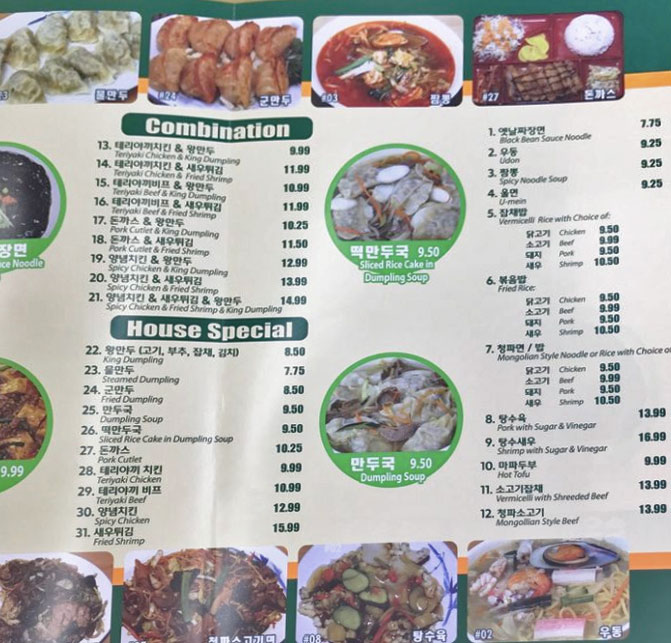 물만두
#24
군만두
#03
짬뽕
#27
돈까스
Combination
13. 테리야끼치킨 & 왕만두 9.99
Teriyaki Chicken & King Dumpling
14. 테리야끼치킨 & 새우튀김 11.99
Teriyaki Chicken & Fried Shrimp
15. 테리야끼비프 & 왕만두 10.99
Teriyaki Beef & King Dumpling
16. 테리야끼비프 & 새우튀김 11.99
Teriyaki Beef & Fried Shrimp
17. 돈까스 & 왕만두 10.25
Pork Cutlet & King Dumpling
18. 돈까스 & 새우튀김 11.50
Pork Cutlet & Fried Shrimp
19. 양념치킨 & 왕만두 12.99
Spicy Chicken & King Dumpling
20. 양념치킨 & 새우튀김 13.99
Spicy Chicken & Fried Shrimp
21. 양념치킨 & 새우튀김 & 왕만두 14.99
Spicy Chicken & Fried Shrimp & King Dumpling
House Special
22. 왕만두 (고기, 부추, 잡채, 김치) 8.50
King Dumpling
23. 물만두 7.75
Steamed Dumpling
24. 군만두 8.50
Fried Dumpling
25. 만두국 9.50
Dumpling Soup
26. 떡만두국 9.50
Sliced Rice Cake in Dumpling Soup
27. 돈까스 10.25
Pork Cutlet
28. 테리야끼 치킨 9.99
Teriyaki Chicken
29. 테리야끼 비프 10.99
Teriyaki Beef
30. 양념치킨 12.99
Spicy Chicken
31. 새우튀김 15.99
Fried Shrimp
장면
ce Noodle
9.99
떡만두국 9.50
Sliced Rice Cake in
Dumpling Soup
만두국 9.50
Dumpling Soup
1. 옛날짜장면 7.75
Black Bean Sauce Noodle
2. 우동 9.25
Udon
3. 짬뽕 9.25
Spicy Noodle Soup
4. 울면 9.25
U-mein
5. 잡채밥
Vermicelli Rice with Choice of:
닭고기 Chicken 9.50
소고기 Beef 9.99
돼지 Pork 9.50
새우 Shrimp 10.50
6. 볶음밥
Fried Rice:
닭고기 Chicken 9.50
소고기 Beef 9.50
돼지 Pork 9.50
새우 Shrimp 10.50
7. 청파면 / 밥
Mongolian Style Noodle or Rice with Choice o
닭고기 Chicken 9.50
소고기 Beef 9.99
돼지 Pork 9.50
새우 Shrimp 10.50
8. 탕수육 13.99
Pork with Sugar & Vinegar
9. 탕수새우 16.99
Shrimp with Sugar & Vinegar
10. 마파두부 9.99
Hot Tofu
11. 소고기잡채 13.99
Vermicelli with Shreeded Beef
12. 청파소고기 13.99
Mongollian Style Beef
청파소고기면
#08
탕수육
#02
우동